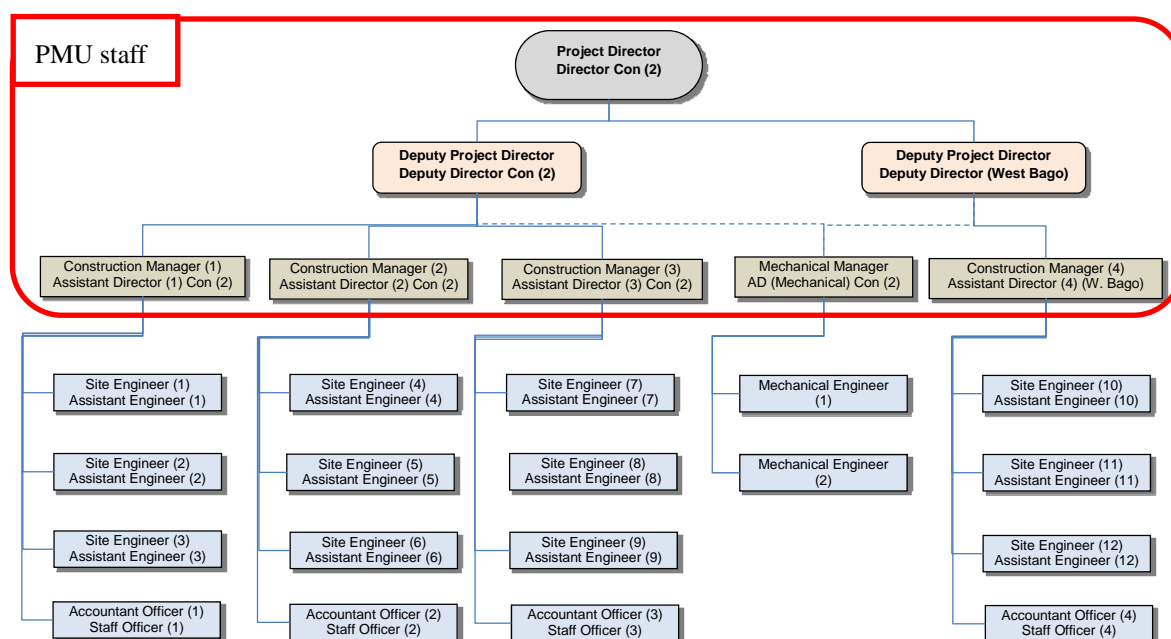 PMU staff
Project Director
Director Con (2)
Deputy Project Director
Deputy Director Con (2)
Deputy Project Director
Deputy Director (West Bago)
Construction Manager (1)
Assistant Director (1) Con (2)
Construction Manager (2)
Assistant Director (2) Con (2)
Construction Manager (3)
Assistant Director (3) Con (2)
Mechanical Manager
AD (Mechanical) Con (2)
Construction Manager (4)
Assistant Director (4) (W. Bago)
Site Engineer (1)
Assistant Engineer (1)
Site Engineer (4)
Assistant Engineer (4)
Site Engineer (7)
Assistant Engineer (7)
Mechanical Engineer
(1)
Site Engineer (10)
Assistant Engineer (10)
Site Engineer (2)
Assistant Engineer (2)
Site Engineer (5)
Assistant Engineer (5)
Site Engineer (8)
Assistant Engineer (8)
Mechanical Engineer
(2)
Site Engineer (11)
Assistant Engineer (11)
Site Engineer (3)
Assistant Engineer (3)
Site Engineer (6)
Assistant Engineer (6)
Site Engineer (9)
Assistant Engineer (9)
Site Engineer (12)
Assistant Engineer (12)
Accountant Officer (1)
Staff Officer (1)
Accountant Officer (2)
Staff Officer (2)
Accountant Officer (3)
Staff Officer (3)
Accountant Officer (4)
Staff Officer (4)